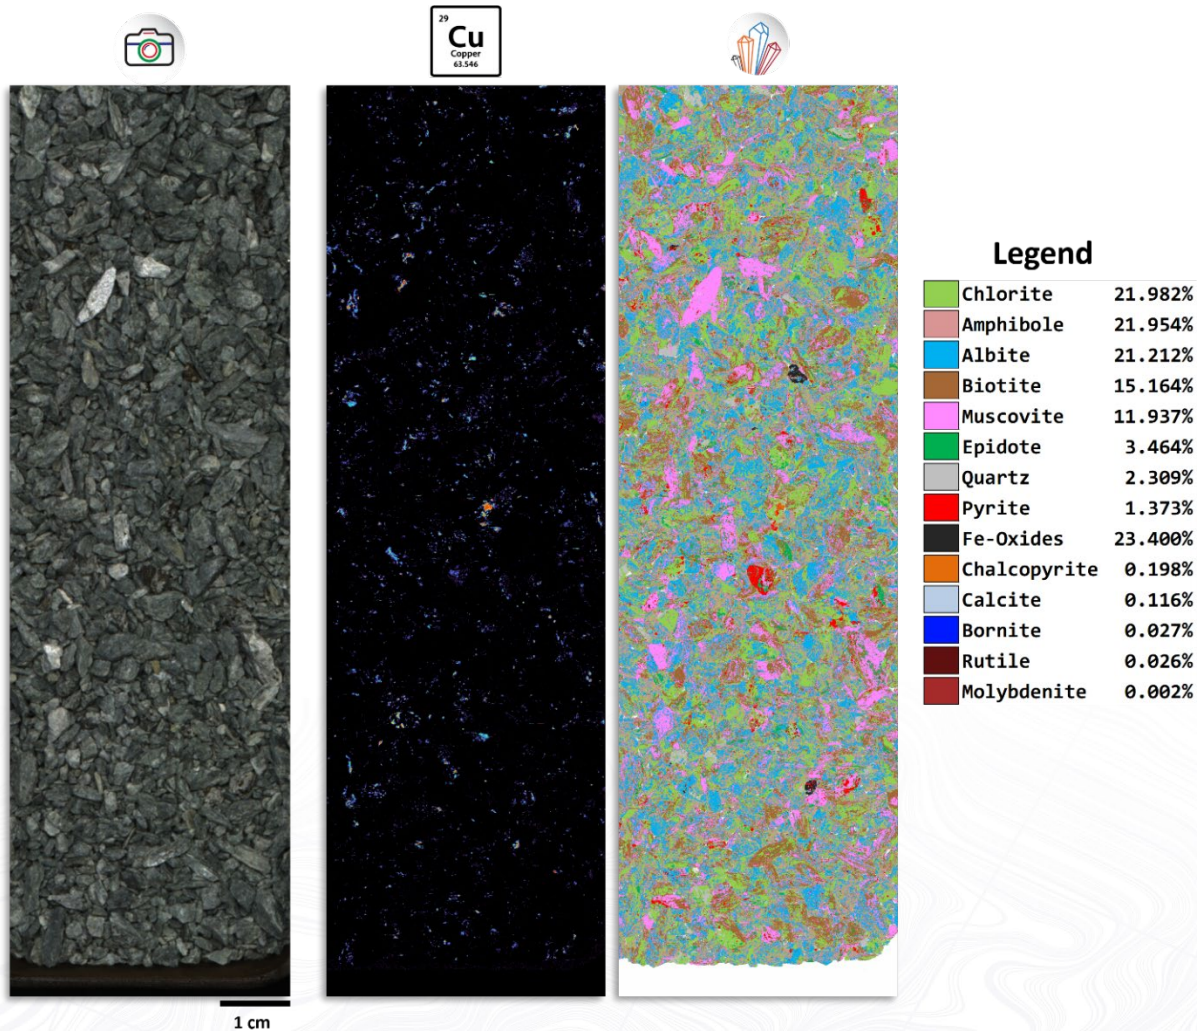 29
Cu
Copper
63.546
Legend
Chlorite 21.982%
Amphibole 21.954%
Albite 21.212%
Biotite 15.164%
Muscovite 11.937%
Epidote 3.464%
Quartz 2.309%
Pyrite 1.373%
Fe-Oxides 23.400%
Chalcopyrite 0.198%
Calcite 0.116%
Bornite 0.027%
Rutile 0.026%
Molybdenite 0.002%
1 cm